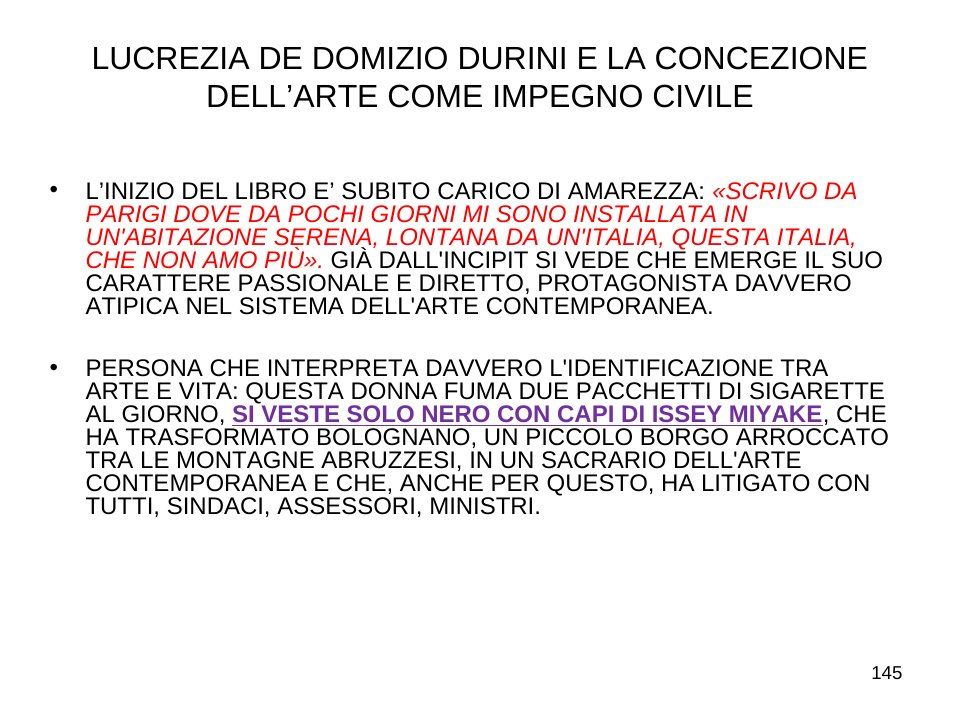 LUCREZIA DE DOMIZIO DURINI E LA CONCEZIONE
DELL’ARTE COME IMPEGNO CIVILE
• L’INIZIO DEL LIBRO E’ SUBITO CARICO DI AMAREZZA: «SCRIVO DA
PARIGI DOVE DA POCHI GIORNI MI SONO INSTALLATA IN
UN'ABITAZIONE SERENA, LONTANA DA UN'ITALIA, QUESTA ITALIA,
CHE NON AMO PIÙ». GIÀ DALL'INCIPIT SI VEDE CHE EMERGE IL SUO
CARATTERE PASSIONALE E DIRETTO, PROTAGONISTA DAVVERO
ATIPICA NEL SISTEMA DELL'ARTE CONTEMPORANEA.
• PERSONA CHE INTERPRETA DAVVERO L'IDENTIFICAZIONE TRA
ARTE E VITA: QUESTA DONNA FUMA DUE PACCHETTI DI SIGARETTE
AL GIORNO, SI VESTE SOLO NERO CON CAPI DI ISSEY MIYAKE, CHE
HA TRASFORMATO BOLOGNANO, UN PICCOLO BORGO ARROCCATO
TRA LE MONTAGNE ABRUZZESI, IN UN SACRARIO DELL'ARTE
CONTEMPORANEA E CHE, ANCHE PER QUESTO, HA LITIGATO CON
TUTTI, SINDACI, ASSESSORI, MINISTRI.
145